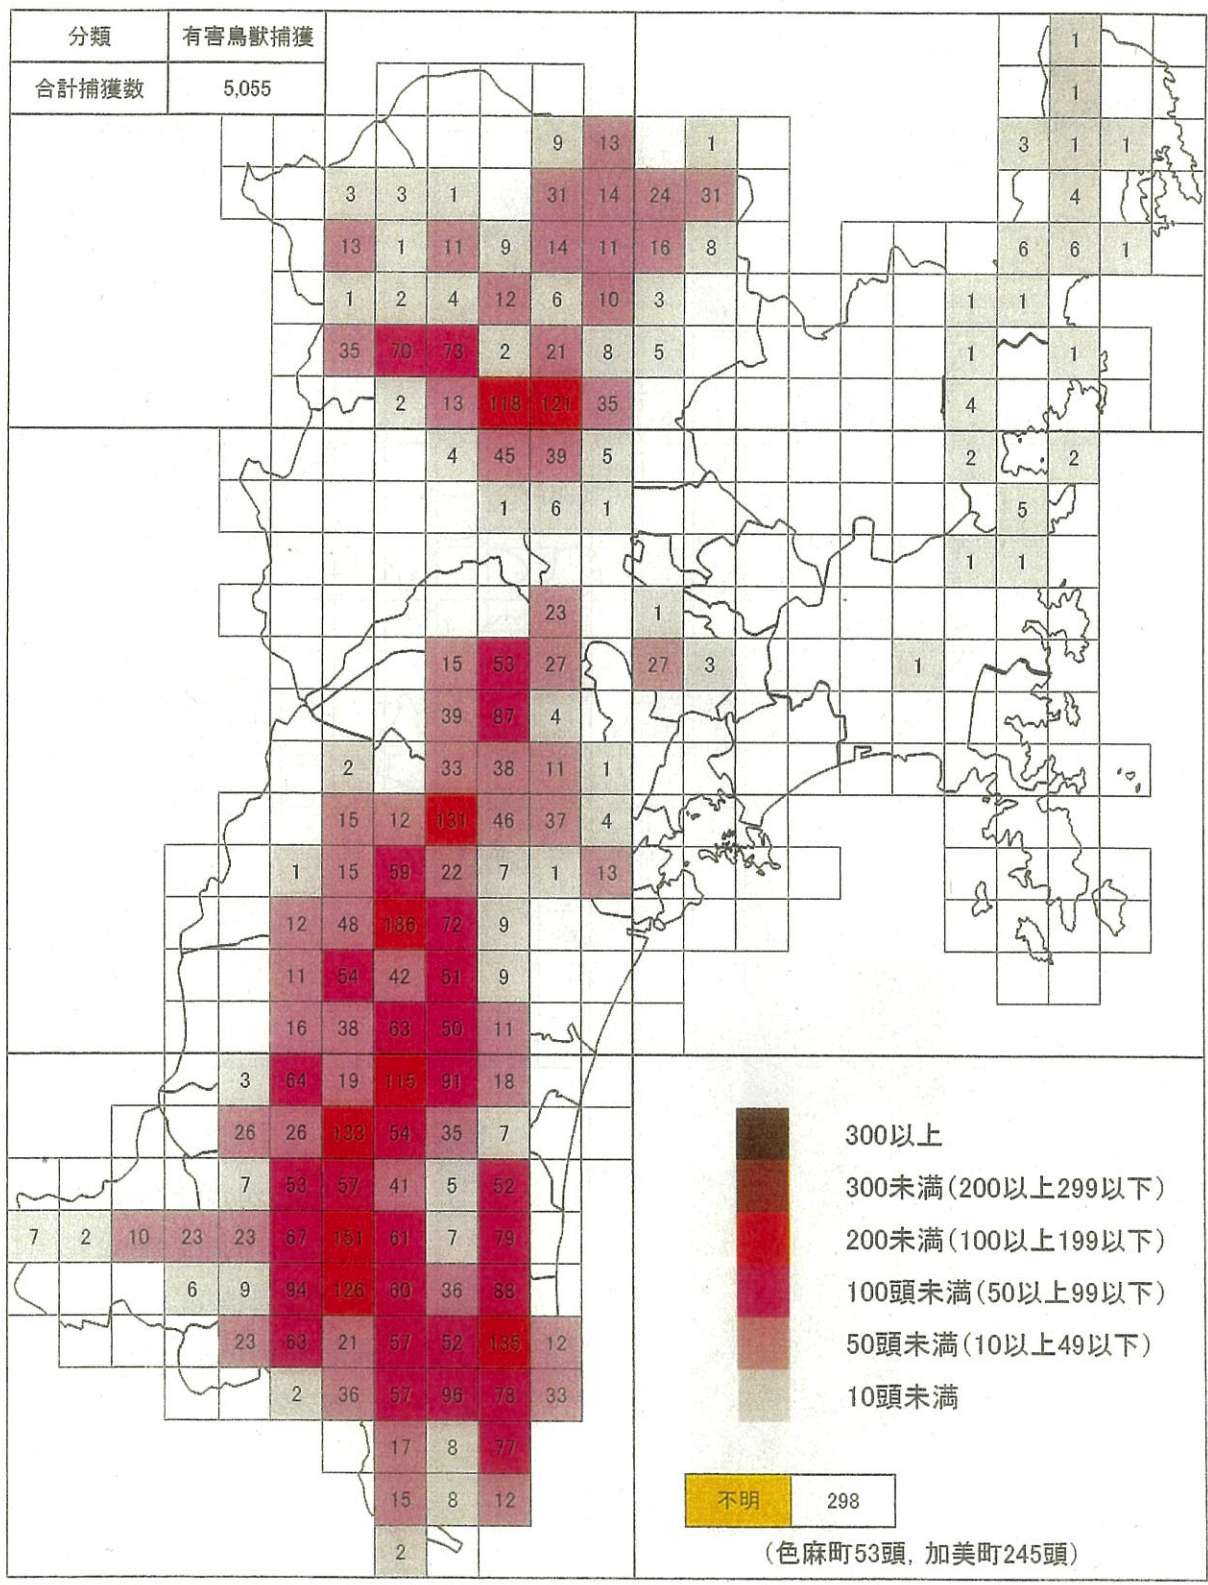 分類 有害鳥獣捕獲
合計捕獲数 5,055
1
1
9 13 1 3 1 1
3 3 1 31 14 24 31 4
13 1 11 9 14 11 16 8 6 6 1
1 2 4 12 6 10 3 1 1
35 70 73 2 21 8 5 1 1
2 13 118 121 35 4
4 45 39 5 2 2
1 6 1 5
1 1
23 1
15 53 27 27 3 1
39 87 4
2 33 38 11 1
15 12 131 46 37 4
1 15 59 22 7 1 13
12 48 186 72 9
11 54 42 51 9
16 38 63 50 11
3 64 19 115 91 18
26 26 133 54 35 7
7 53 57 41 5 52
7 2 10 23 23 67 151 61 7 79
6 9 94 126 60 36 88
23 63 21 57 52 135 12
2 36 57 96 78 33
17 8 77
15 8 12
2
300以上
300未満(200以上299以下)
200未満(100以上199以下)
100頭未満(50以上99以下)
50頭未満(10以上49以下)
10頭未満
不明 298
(色麻町53頭, 加美町245頭)